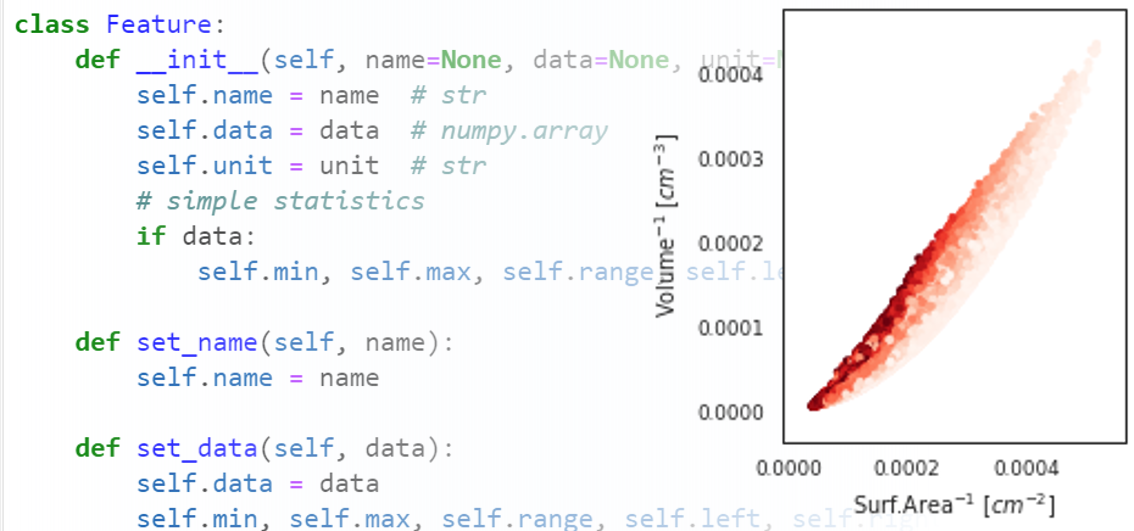 class Feature:
    def __init__(self, name=None, data=None, unit=
        self.name = name  # str
        self.data = data  # numpy.array
        self.unit = unit  # str
        # simple statistics
        if data:
            self.min, self.max, self.range, self.le

    def set_name(self, name):
        self.name = name

    def set_data(self, data):
        self.data = data
        self.min, self.max, self.range, self.left, self.righ
Volume⁻¹ [cm⁻³]
0.0004
0.0003
0.0002
0.0001
0.0000
0.0000 0.0002 0.0004
Surf.Area⁻¹ [cm⁻²]